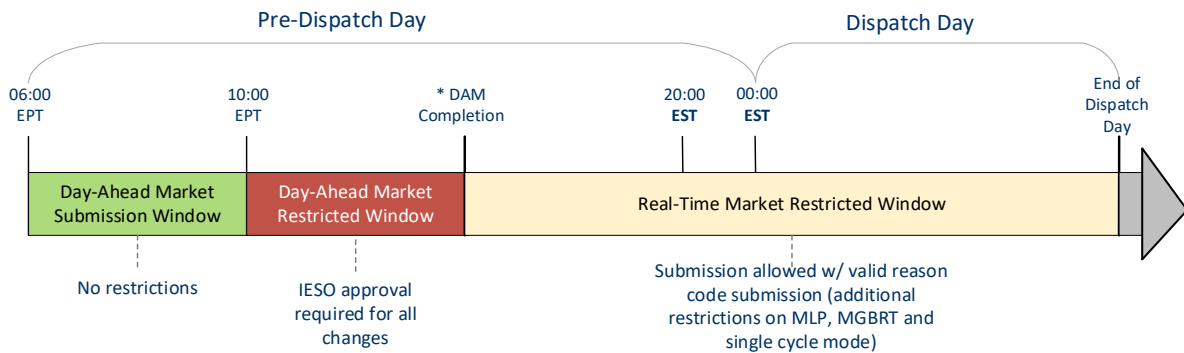 Pre-Dispatch Day
Dispatch Day
06:00
EPT
10:00
EPT
* DAM
Completion
20:00
EST
00:00
EST
End of
Dispatch
Day
Day-Ahead Market
Submission Window
Day-Ahead Market
Restricted Window
Real-Time Market Restricted Window
No restrictions
IESO approval
required for all
changes
Submission allowed w/ valid reason
code submission (additional
restrictions on MLP, MGBRT and
single cycle mode)